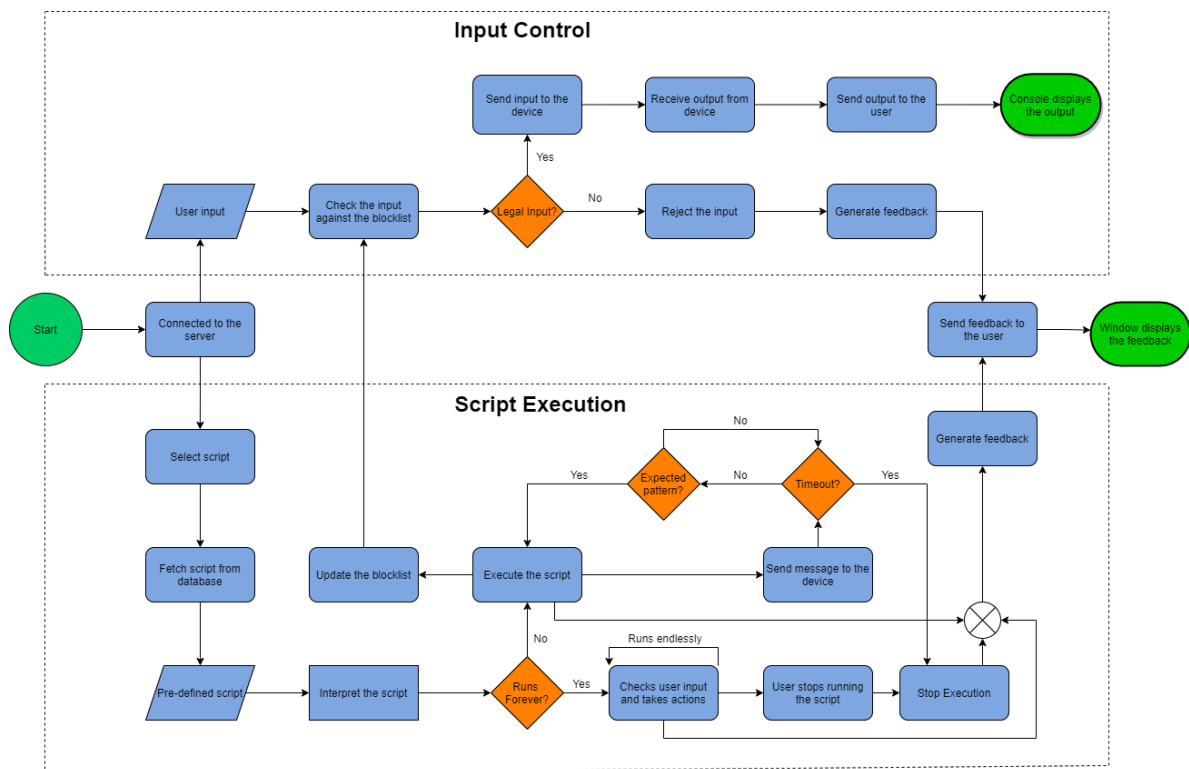 Input Control
Send input to the
device
Receive output from
device
Send output to the
user
Console displays
the output
Yes
User input
Check the input
against the blocklist
Legal Input?
No
Reject the input
Generate feedback
Start
Connected to the
server
Send feedback to
the user
Window displays
the feedback
Script Execution
Select script
Generate feedback
No
Yes
Expected
pattern?
No
Timeout?
Yes
Fetch script from
database
Update the blocklist
Execute the script
Send message to the
device
No
Runs endlessly
Pre-defined script
Interpret the script
Runs
Forever?
Yes
Checks user input
and takes actions
User stops running
the script
Stop Execution